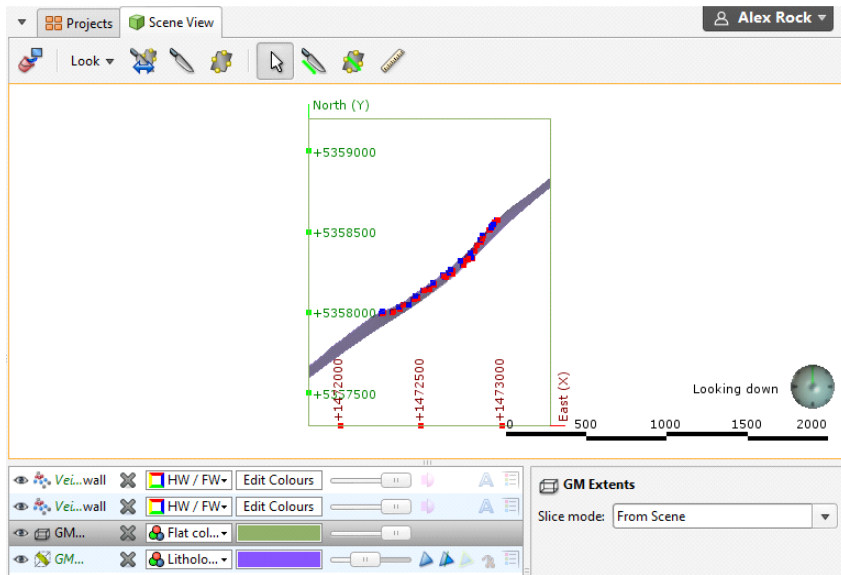 Projects Scene View Alex Rock
Look
North (Y)
+5359000
+5358500
+5358000
+5357500
+1472000
+1472500
+1473000
East (X)
Looking down
0 500 1000 1500 2000
Vei...wall HW / FW Edit Colours A
Vei...wall HW / FW Edit Colours A
GM... Flat col...
GM... Litholo...
GM Extents
Slice mode: From Scene